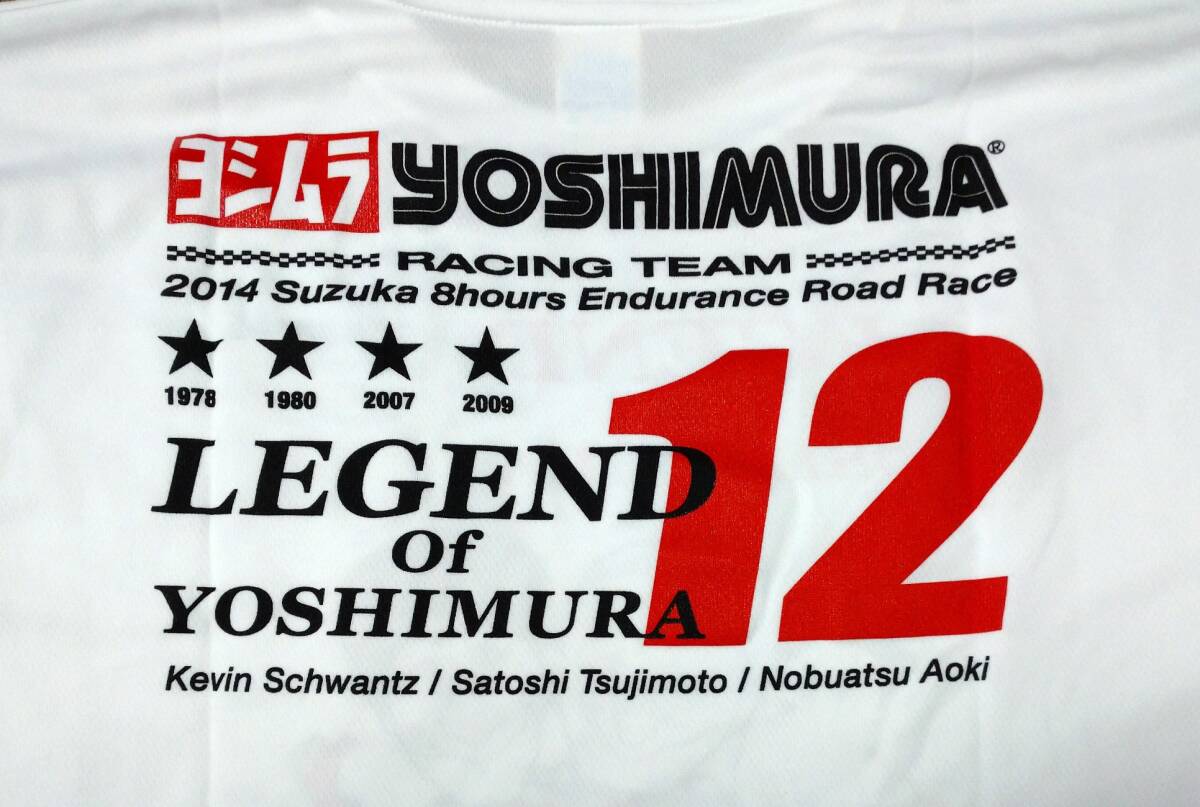 ヨシムラ YOSHIMURA®
RACING TEAM
2014 Suzuka 8hours Endurance Road Race
1978 1980 2007 2009
12
LEGEND
Of
YOSHIMURA
Kevin Schwantz / Satoshi Tsujimoto / Nobuatsu Aoki